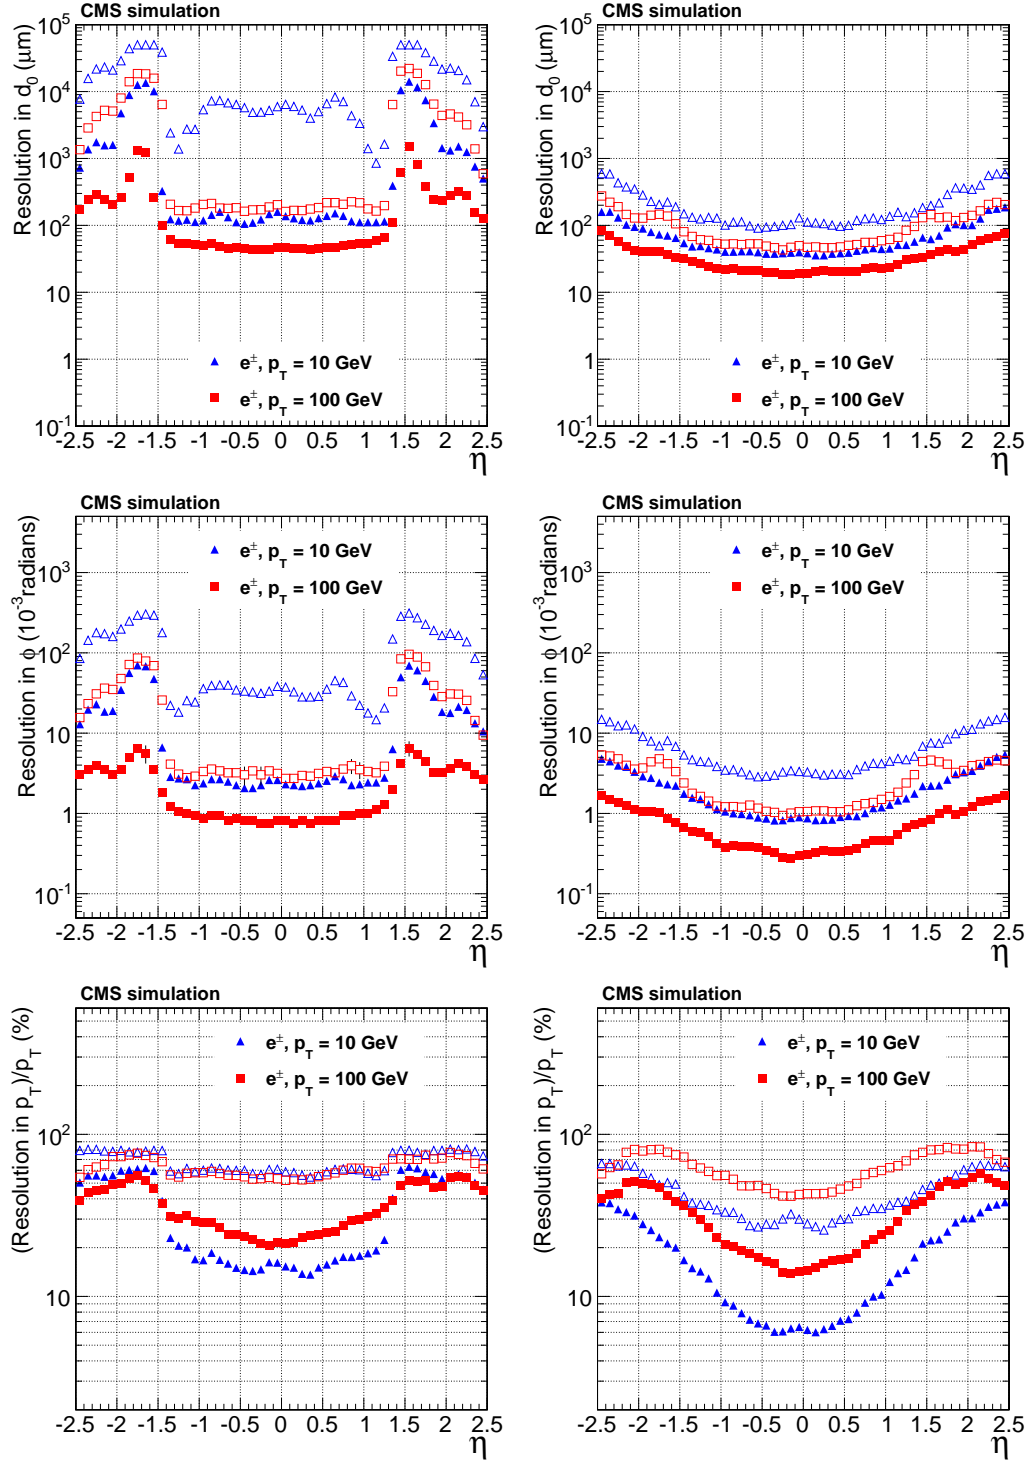 CMS simulation
Resolution in d0 (μm)
10^5
10^4
10^3
10^2
10
1
10^-1
e±, pT = 10 GeV
e±, pT = 100 GeV
-2.5 -2 -1.5 -1 -0.5 0 0.5 1 1.5 2 2.5
η
CMS simulation
Resolution in d0 (μm)
10^5
10^4
10^3
10^2
10
1
10^-1
e±, pT = 10 GeV
e±, pT = 100 GeV
-2.5 -2 -1.5 -1 -0.5 0 0.5 1 1.5 2 2.5
η
CMS simulation
Resolution in ϕ (10^-3 radians)
e±, pT = 10 GeV
e±, pT = 100 GeV
10^3
10^2
10
1
10^-1
-2.5 -2 -1.5 -1 -0.5 0 0.5 1 1.5 2 2.5
η
CMS simulation
Resolution in ϕ (10^-3 radians)
e±, pT = 10 GeV
e±, pT = 100 GeV
10^3
10^2
10
1
10^-1
-2.5 -2 -1.5 -1 -0.5 0 0.5 1 1.5 2 2.5
η
CMS simulation
(Resolution in pT)/pT (%)
e±, pT = 10 GeV
e±, pT = 100 GeV
10^2
10
-2.5 -2 -1.5 -1 -0.5 0 0.5 1 1.5 2 2.5
η
CMS simulation
(Resolution in pT)/pT (%)
e±, pT = 10 GeV
e±, pT = 100 GeV
10^2
10
-2.5 -2 -1.5 -1 -0.5 0 0.5 1 1.5 2 2.5
η